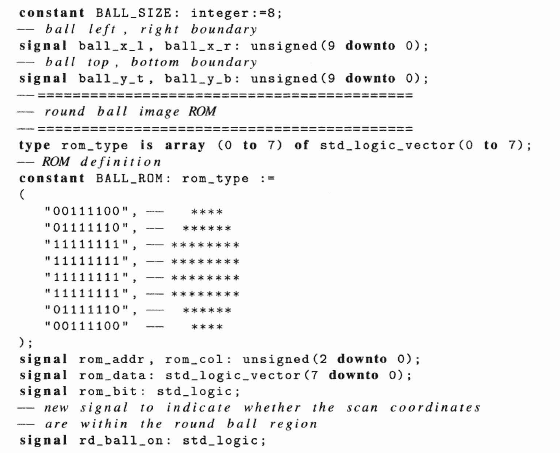 constant BALL_SIZE: integer:=8;
-- ball left, right boundary
signal ball_x_l, ball_x_r: unsigned(9 downto 0);
-- ball top, bottom boundary
signal ball_y_t, ball_y_b: unsigned(9 downto 0);
--==========================================
-- round ball image ROM
--==========================================
type rom_type is array (0 to 7) of std_logic_vector(0 to 7);
-- ROM definition
constant BALL_ROM: rom_type :=
(
   "00111100", --   ****
   "01111110", --  ******
   "11111111", -- ********
   "11111111", -- ********
   "11111111", -- ********
   "11111111", -- ********
   "01111110", --  ******
   "00111100"  --   ****
);
signal rom_addr, rom_col: unsigned(2 downto 0);
signal rom_data: std_logic_vector(7 downto 0);
signal rom_bit: std_logic;
-- new signal to indicate whether the scan coordinates
-- are within the round ball region
signal rd_ball_on: std_logic;